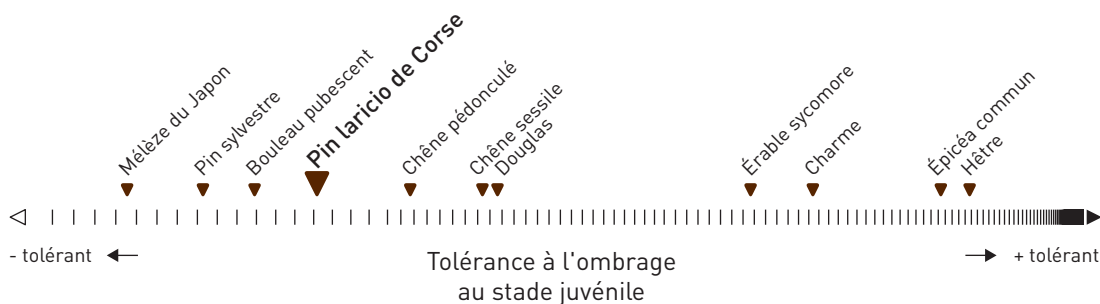 Mélèze du Japon
Pin sylvestre
Bouleau pubescent
Pin laricio de Corse
Chêne pédonculé
Chêne sessile
Douglas
Érable sycomore
Charme
Épicéa commun
Hêtre
- tolérant
+ tolérant
Tolérance à l'ombrage
au stade juvénile